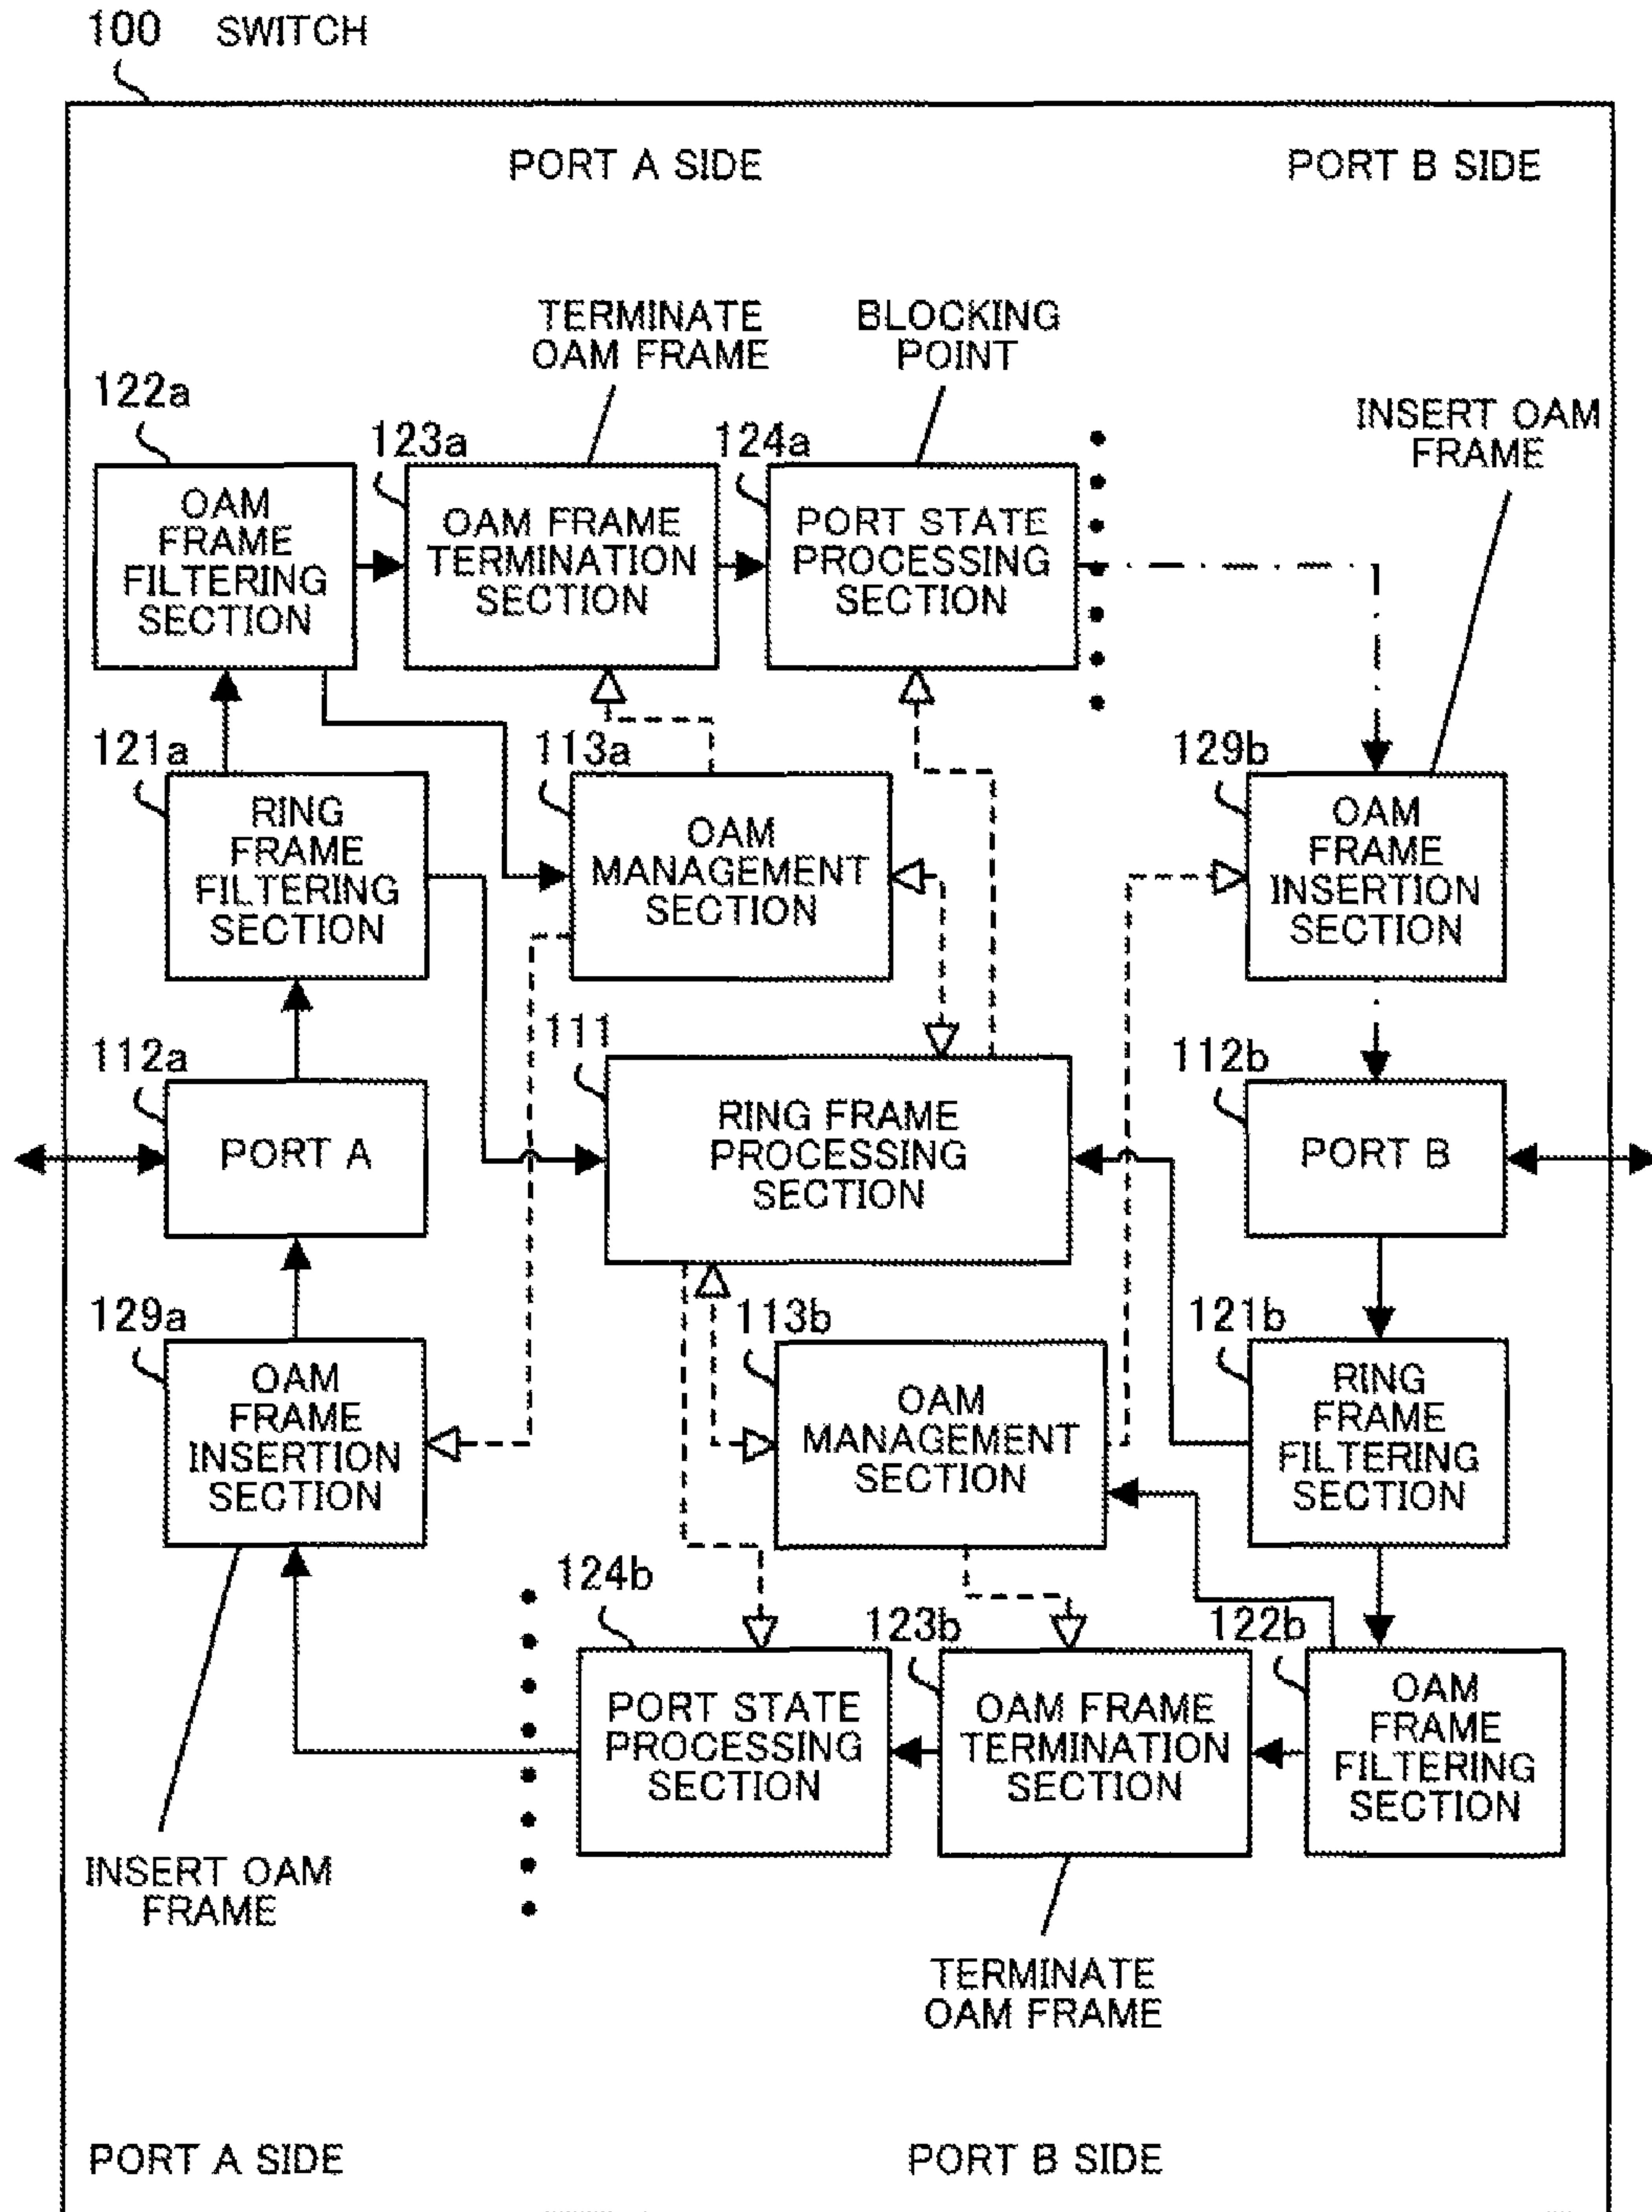 100 SWITCH
PORT A SIDE
PORT B SIDE
TERMINATE
OAM FRAME
BLOCKING
POINT
INSERT OAM
FRAME
122a
OAM
FRAME
FILTERING
SECTION
123a
OAM FRAME
TERMINATION
SECTION
124a
PORT STATE
PROCESSING
SECTION
121a
RING
FRAME
FILTERING
SECTION
113a
OAM
MANAGEMENT
SECTION
129b
OAM
FRAME
INSERTION
SECTION
112a
PORT A
111
RING FRAME
PROCESSING
SECTION
112b
PORT B
129a
OAM
FRAME
INSERTION
SECTION
113b
OAM
MANAGEMENT
SECTION
121b
RING
FRAME
FILTERING
SECTION
124b
PORT STATE
PROCESSING
SECTION
123b
OAM FRAME
TERMINATION
SECTION
122b
OAM
FRAME
FILTERING
SECTION
INSERT OAM
FRAME
TERMINATE
OAM FRAME
PORT A SIDE
PORT B SIDE